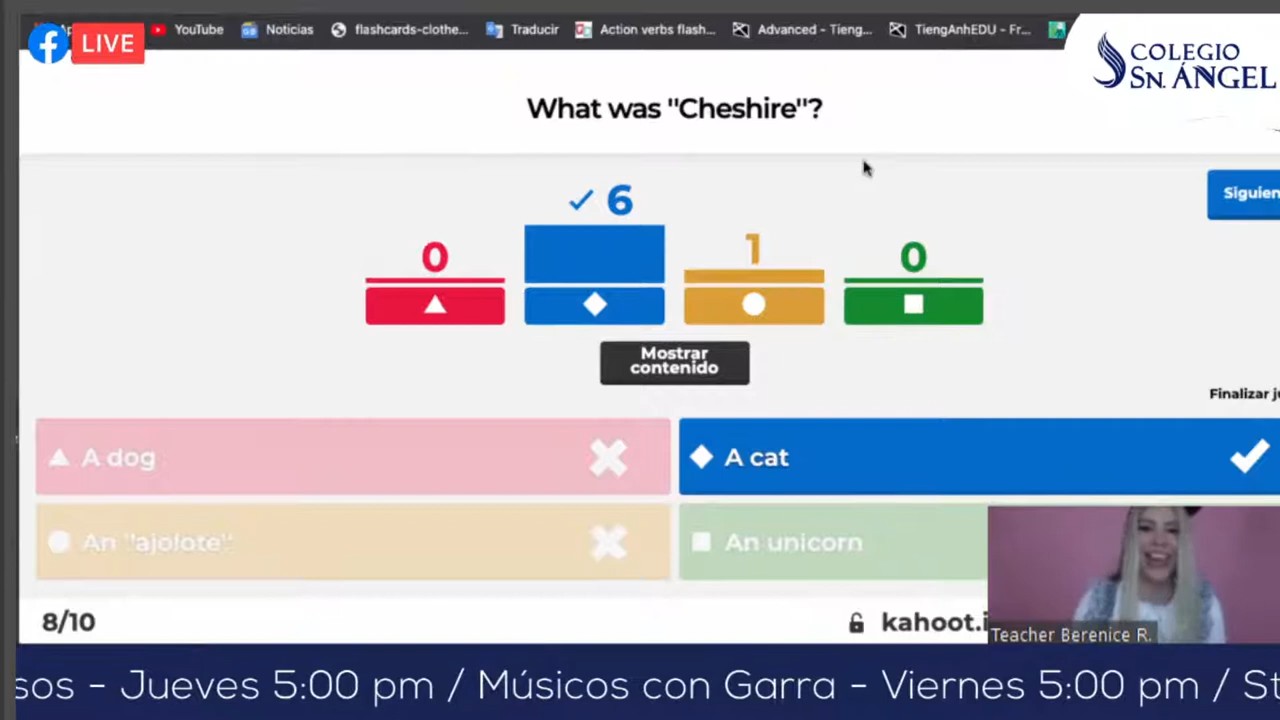 LIVE
YouTube
Noticias
flashcards-clothe...
Traducir
Action verbs flash...
Advanced - Tieng...
TiengAnhEDU - Fr...
COLEGIO
SN. ÁNGEL
What was "Cheshire"?
Siguien
0
6
1
0
Mostrar
contenido
Finalizar ju
A dog
A cat
An "ajolote"
An unicorn
8/10
kahoot.i
Teacher Berenice R.
sos - Jueves 5:00 pm / Músicos con Garra - Viernes 5:00 pm / St